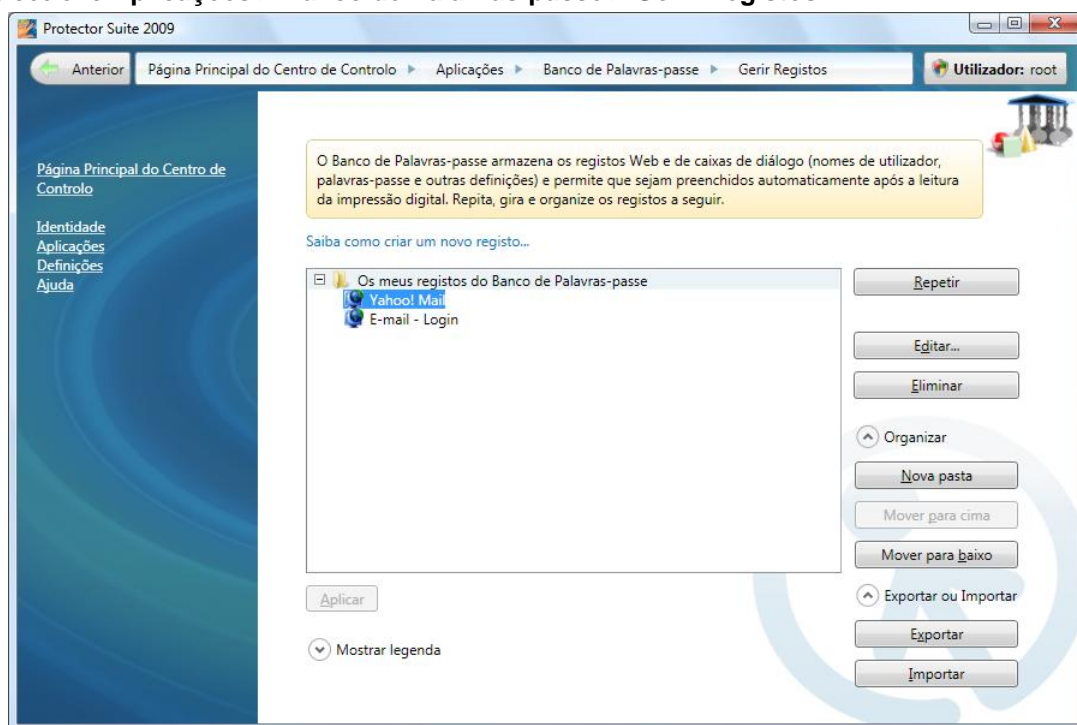 Protector Suite 2009
Anterior
Página Principal do Centro de Controlo
Aplicações
Banco de Palavras-passe
Gerir Registos
Utilizador: root
Página Principal do Centro de
Controlo
Identidade
Aplicações
Definições
Ajuda
O Banco de Palavras-passe armazena os registos Web e de caixas de diálogo (nomes de utilizador,
palavras-passe e outras definições) e permite que sejam preenchidos automaticamente após a leitura
da impressão digital. Repita, gira e organize os registos a seguir.
Saiba como criar um novo registo...
Os meus registos do Banco de Palavras-passe
Yahoo! Mail
E-mail - Login
Repetir
Editar...
Eliminar
Organizar
Nova pasta
Mover para cima
Mover para baixo
Exportar ou Importar
Exportar
Importar
Aplicar
Mostrar legenda